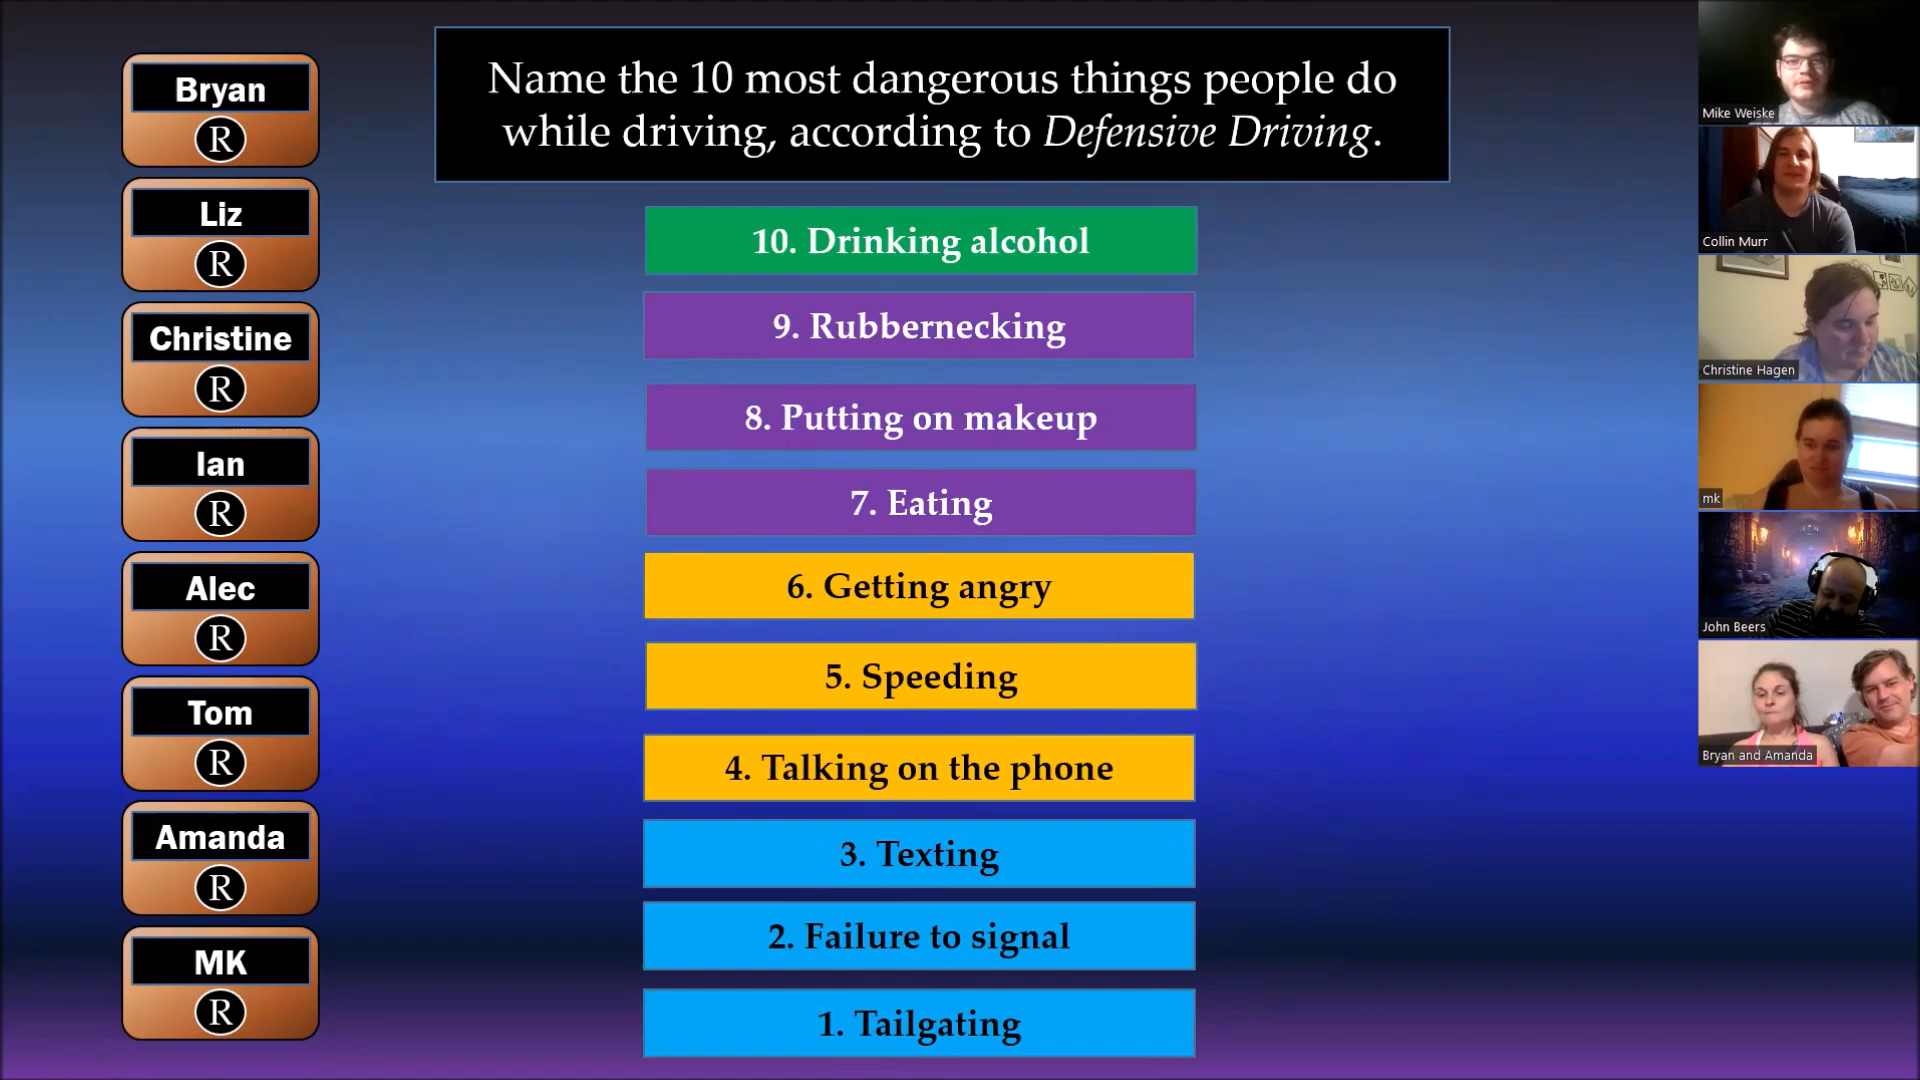 Name the 10 most dangerous things people do
while driving, according to Defensive Driving.
Bryan
R
Liz
R
Christine
R
Ian
R
Alec
R
Tom
R
Amanda
R
MK
R
10. Drinking alcohol
9. Rubbernecking
8. Putting on makeup
7. Eating
6. Getting angry
5. Speeding
4. Talking on the phone
3. Texting
2. Failure to signal
1. Tailgating
Mike Weiske
Collin Murr
Christine Hagen
mk
John Beers
Bryan and Amanda